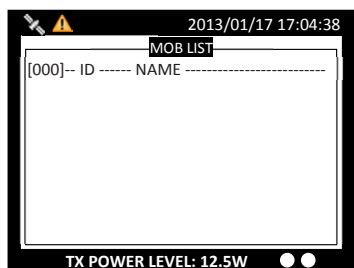 2013/01/17 17:04:38
MOB LIST
[000]-- ID ------ NAME --------------------------
TX POWER LEVEL: 12.5W